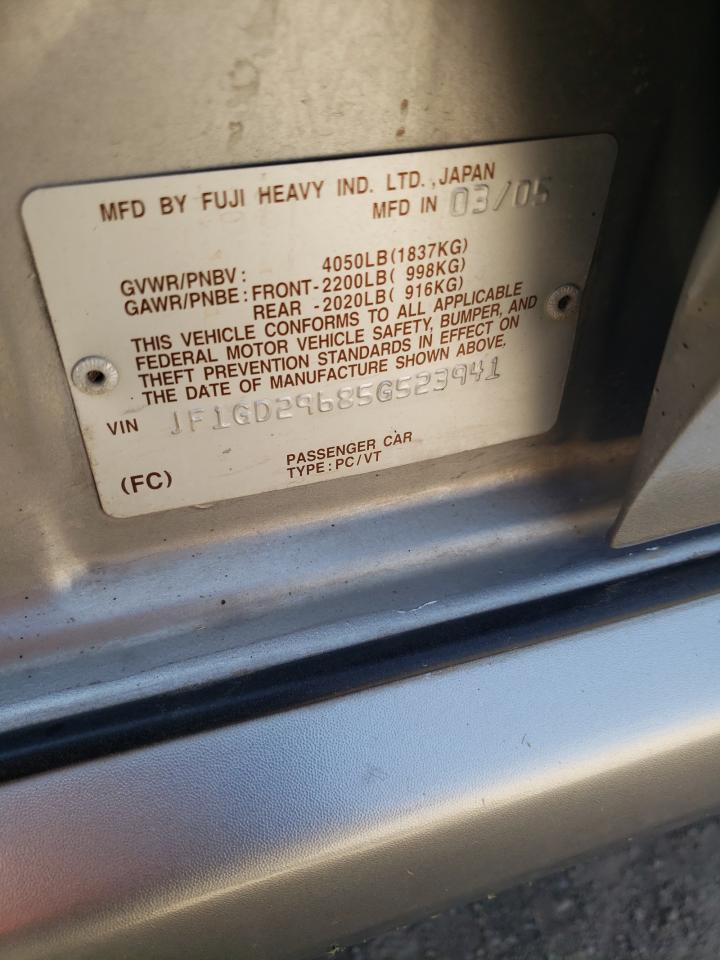 MFD BY FUJI HEAVY IND. LTD., JAPAN
MFD IN 03/05
GVWR/PNBV: 4050LB(1837KG)
GAWR/PNBE: FRONT-2200LB( 998KG)
REAR -2020LB( 916KG)
THIS VEHICLE CONFORMS TO ALL APPLICABLE
FEDERAL MOTOR VEHICLE SAFETY, BUMPER, AND
THEFT PREVENTION STANDARDS IN EFFECT ON
THE DATE OF MANUFACTURE SHOWN ABOVE.
VIN JF1GD29685G523941
PASSENGER CAR
(FC) TYPE: PC/VT